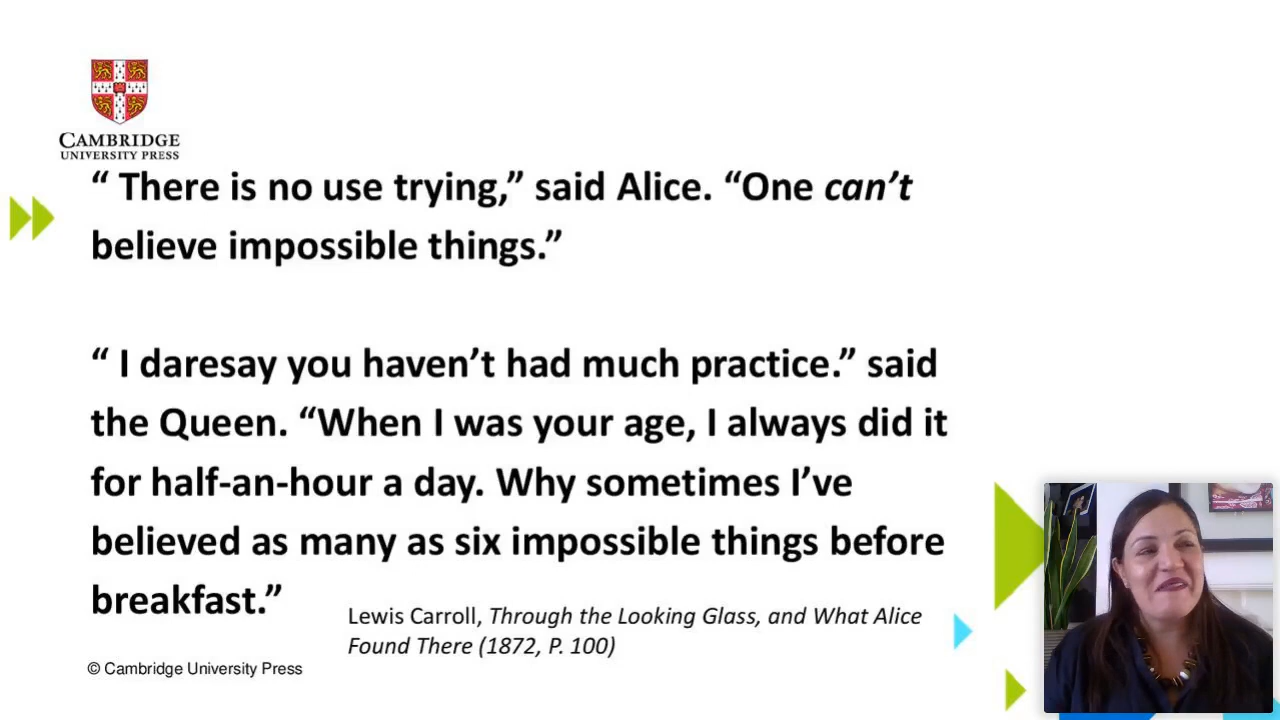 CAMBRIDGE
UNIVERSITY PRESS
“ There is no use trying,” said Alice. “One can’t
believe impossible things.”
“ I daresay you haven’t had much practice.” said
the Queen. “When I was your age, I always did it
for half-an-hour a day. Why sometimes I’ve
believed as many as six impossible things before
breakfast.”
Lewis Carroll, Through the Looking Glass, and What Alice
Found There (1872, P. 100)
© Cambridge University Press